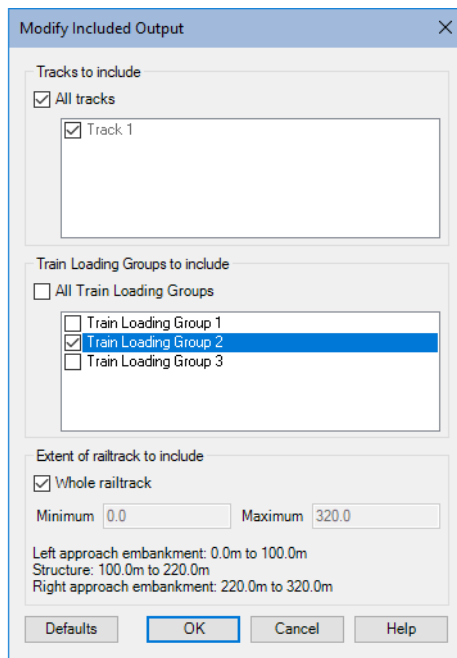 Modify Included Output
Tracks to include
All tracks
Track 1
Train Loading Groups to include
All Train Loading Groups
Train Loading Group 1
Train Loading Group 2
Train Loading Group 3
Extent of railtrack to include
Whole railtrack
Minimum 0.0 Maximum 320.0
Left approach embankment: 0.0m to 100.0m
Structure: 100.0m to 220.0m
Right approach embankment: 220.0m to 320.0m
Defaults OK Cancel Help